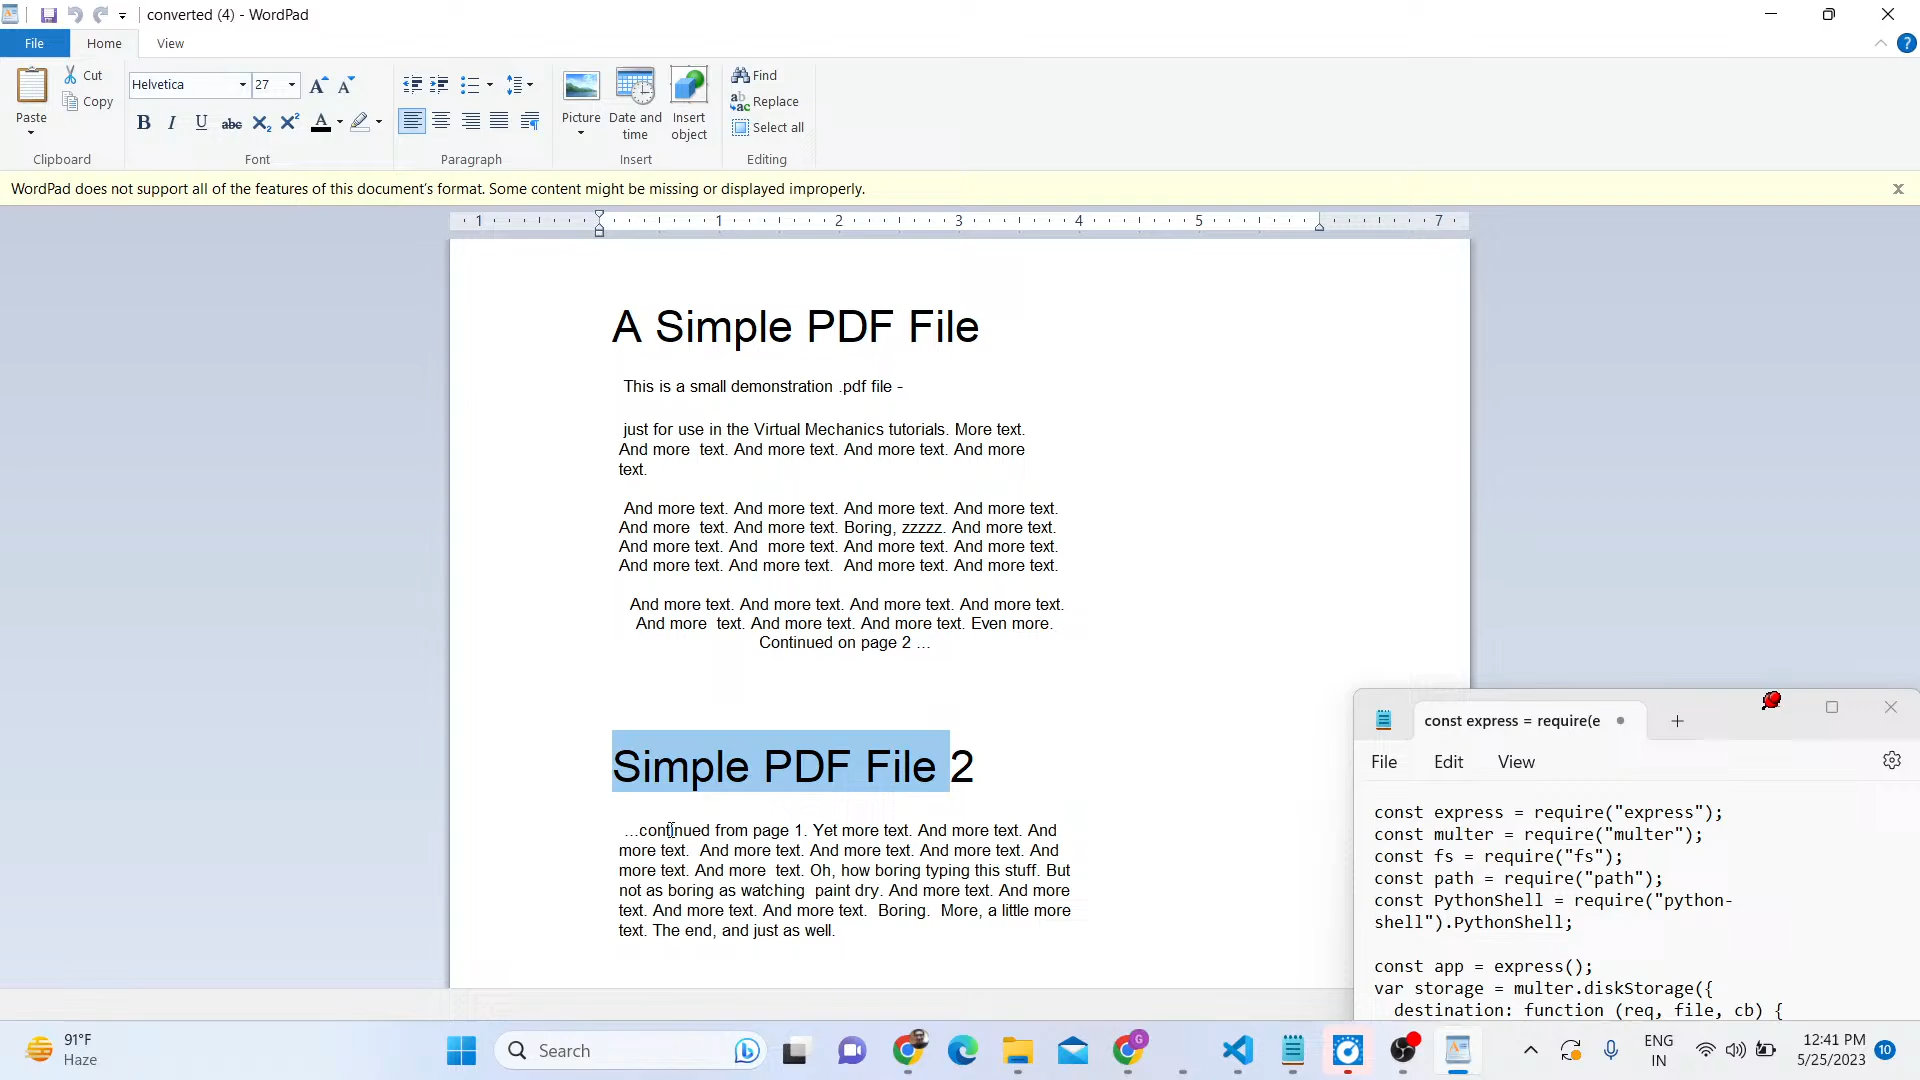 converted (4) - WordPad
File Home View
Paste
Cut
Copy
Clipboard
Helvetica 27
B I U abc X2 X2 A
Font
Paragraph
Picture
Date and time
Insert object
Insert
Find
Replace
Select all
Editing
WordPad does not support all of the features of this document's format. Some content might be missing or displayed improperly.
1 1 2 3 4 5 7
A Simple PDF File
This is a small demonstration .pdf file -
just for use in the Virtual Mechanics tutorials. More text.
And more text. And more text. And more text. And more
text.
And more text. And more text. And more text. And more text.
And more text. And more text. Boring, zzzzz. And more text.
And more text. And more text. And more text. And more text.
And more text. And more text. And more text. And more text.
And more text. And more text. And more text. And more text.
And more text. And more text. And more text. Even more.
Continued on page 2 ...
Simple PDF File 2
...continued from page 1. Yet more text. And more text. And
more text. And more text. And more text. And more text. And
more text. And more text. Oh, how boring typing this stuff. But
not as boring as watching paint dry. And more text. And more
text. And more text. And more text. Boring. More, a little more
text. The end, and just as well.
const express = require(e
File Edit View
const express = require("express");
const multer = require("multer");
const fs = require("fs");
const path = require("path");
const PythonShell = require("python-
shell").PythonShell;
const app = express();
var storage = multer.diskStorage({
destination: function (req, file, cb) {
91°F
Haze
Search
G
ENG
IN
12:41 PM
5/25/2023
10